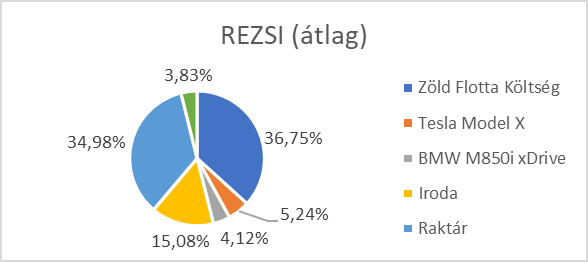 REZSI (átlag)
3,83%
36,75%
34,98%
5,24%
4,12%
15,08%
Zöld Flotta Költség
Tesla Model X
BMW M850i xDrive
Iroda
Raktár